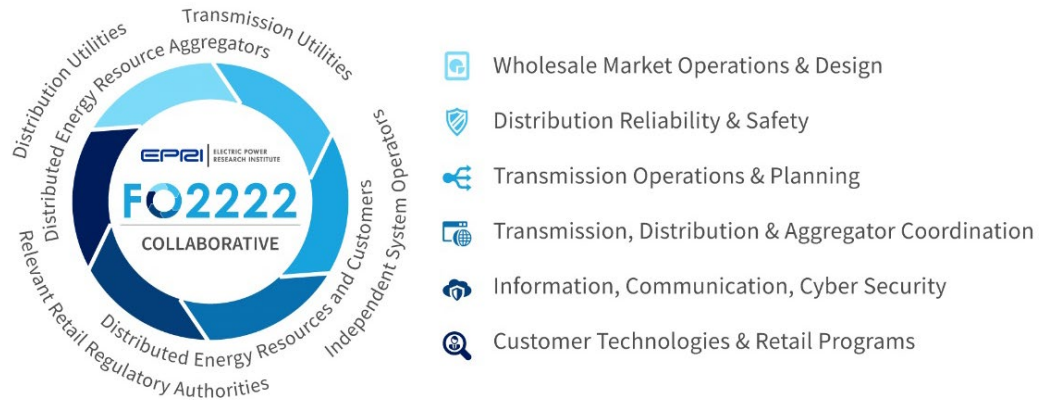 Transmission Utilities
Distribution Utilities
Distributed Energy Resource Aggregators
Independent System Operators
Distributed Energy Resources and Customers
Relevant Retail Regulatory Authorities
EPRI
ELECTRIC POWER
RESEARCH INSTITUTE
FO2222
COLLABORATIVE
Wholesale Market Operations & Design
Distribution Reliability & Safety
Transmission Operations & Planning
Transmission, Distribution & Aggregator Coordination
Information, Communication, Cyber Security
Customer Technologies & Retail Programs